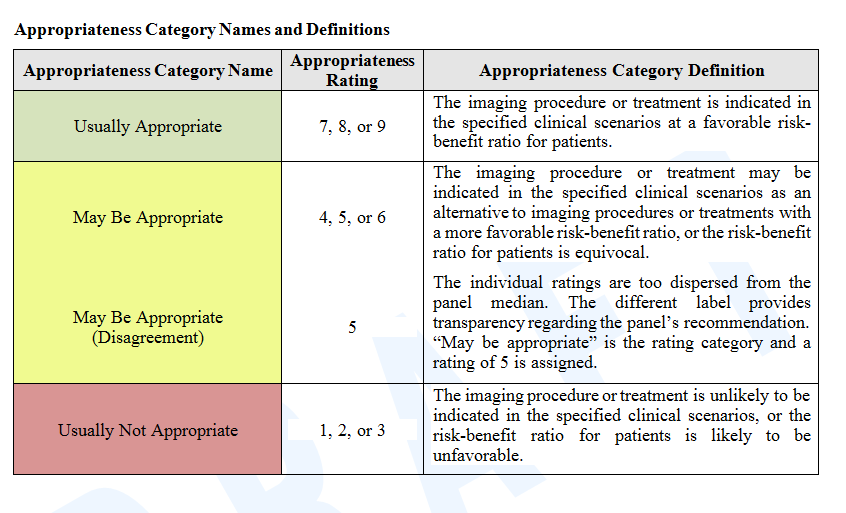 Appropriateness Category Names and Definitions
Appropriateness Category Name
Appropriateness
Rating
Appropriateness Category Definition
Usually Appropriate
7, 8, or 9
The imaging procedure or treatment is indicated in
the specified clinical scenarios at a favorable risk-
benefit ratio for patients.
May Be Appropriate
4, 5, or 6
The imaging procedure or treatment may be
indicated in the specified clinical scenarios as an
alternative to imaging procedures or treatments with
a more favorable risk-benefit ratio, or the risk-benefit
ratio for patients is equivocal.
May Be Appropriate
(Disagreement)
5
The individual ratings are too dispersed from the
panel median. The different label provides
transparency regarding the panel’s recommendation.
“May be appropriate” is the rating category and a
rating of 5 is assigned.
Usually Not Appropriate
1, 2, or 3
The imaging procedure or treatment is unlikely to be
indicated in the specified clinical scenarios, or the
risk-benefit ratio for patients is likely to be
unfavorable.
DRAFT